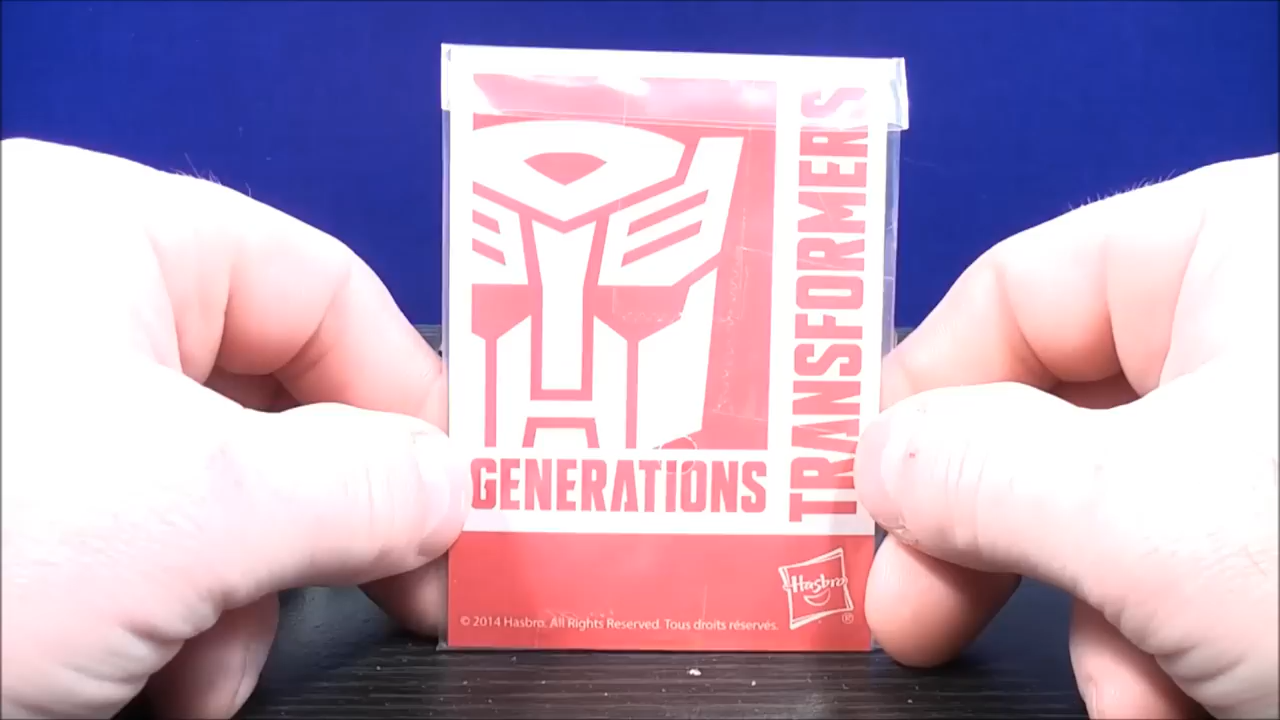 TRANSFORMERS
GENERATIONS
Hasbro
®
© 2014 Hasbro. All Rights Reserved. Tous droits réservés.